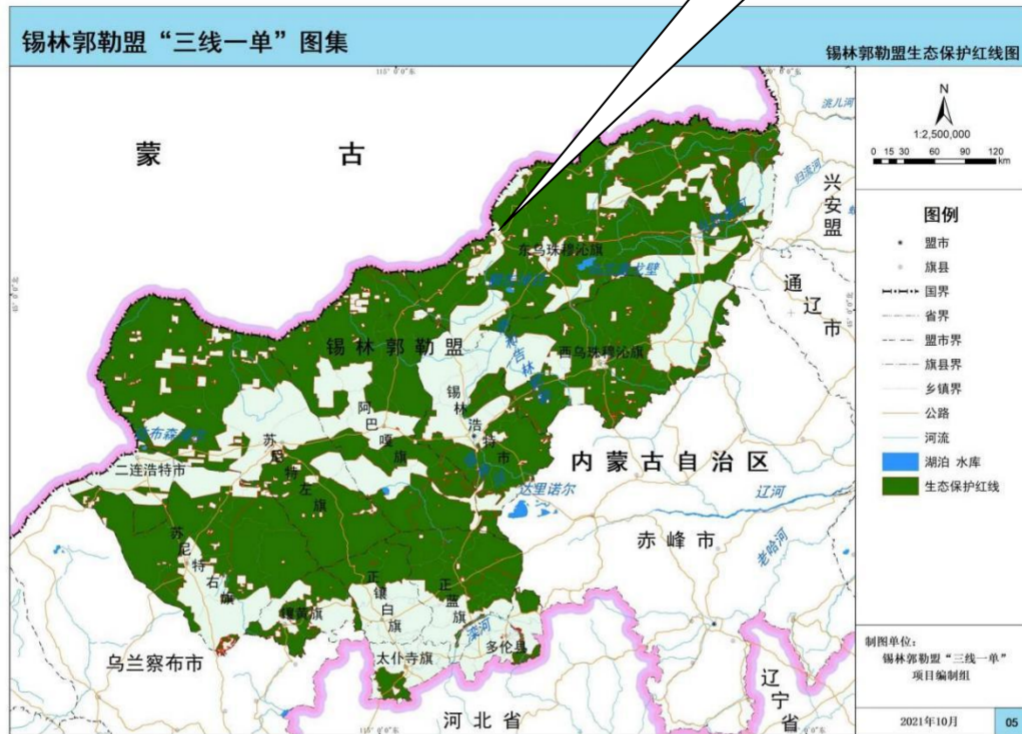 锡林郭勒盟“三线一单”图集
锡林郭勒盟生态保护红线图
N
1:2,500,000
0 15 30 60 90 120
km
蒙 古
兴安盟
洮儿河
归流河
通辽市
东乌珠穆沁旗
锡林郭勒盟
西乌珠穆沁旗
锡林浩特市
阿巴嘎旗
苏尼特左旗
二连浩特市
内蒙古自治区
达里诺尔
辽河
老哈河
赤峰市
苏尼特右旗
镶黄旗
正镶白旗
正蓝旗
滦河
多伦县
太仆寺旗
乌兰察布市
河北省
辽宁省
图例
盟市
旗县
国界
省界
盟市界
旗县界
乡镇界
公路
河流
湖泊 水库
生态保护红线
制图单位:
锡林郭勒盟“三线一单”
项目编制组
2021年10月
05